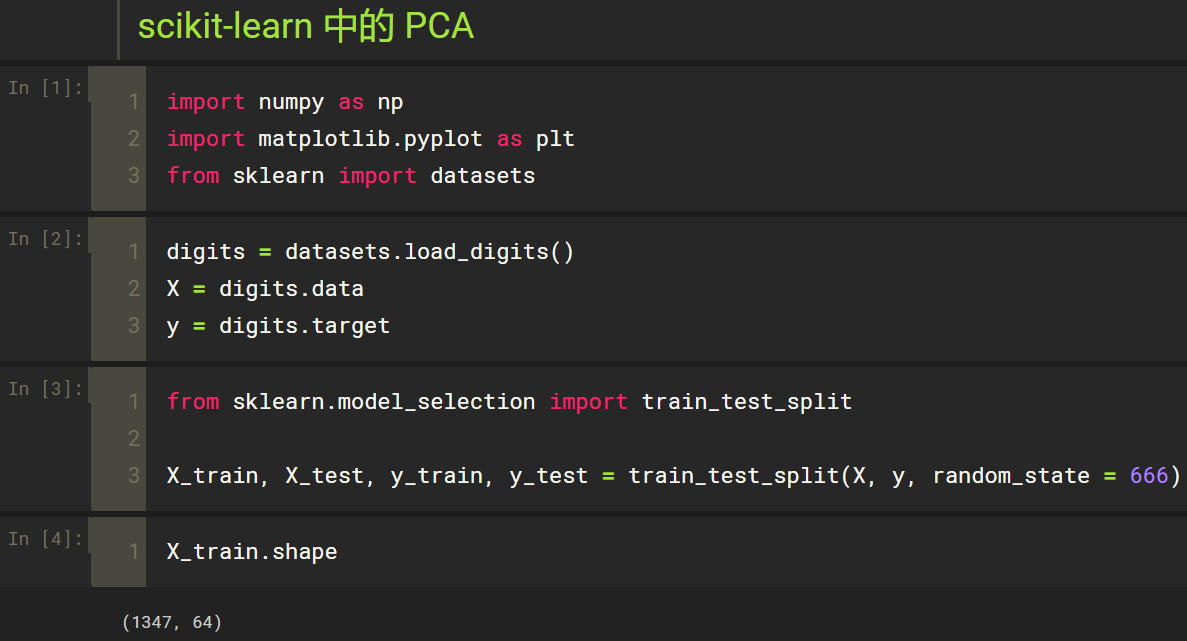 scikit-learn 中的 PCA
In [1]:
1 import numpy as np
2 import matplotlib.pyplot as plt
3 from sklearn import datasets
In [2]:
1 digits = datasets.load_digits()
2 X = digits.data
3 y = digits.target
In [3]:
1 from sklearn.model_selection import train_test_split
2
3 X_train, X_test, y_train, y_test = train_test_split(X, y, random_state = 666)
In [4]:
1 X_train.shape
(1347, 64)